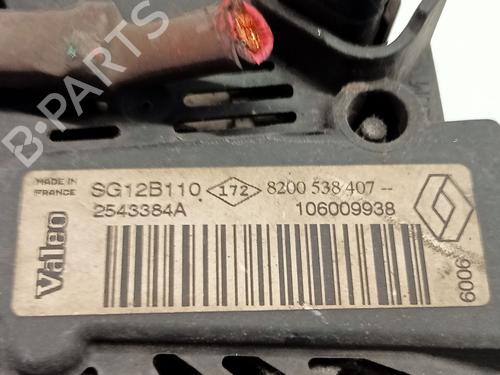 B-PARTS
MADE IN
FRANCE
Valeo
SG12B110 172 8200 538 407 --
2543384A 106009938
6006